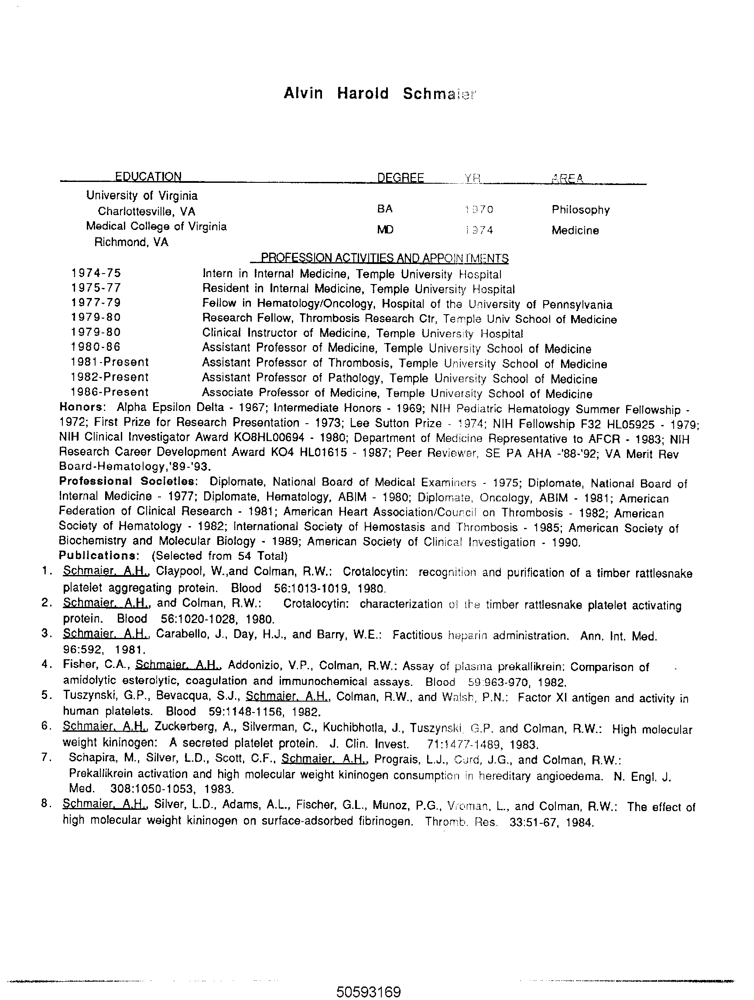 Alvin Harold Schmaier
EDUCATION DEGREE YR AREA
University of Virginia
Charlottesville, VA BA 1970 Philosophy
Medical College of Virginia MD 1974 Medicine
Richmond, VA
PROFESSION ACTIVITIES AND APPOINTMENTS
1974-75 Intern in Internal Medicine, Temple University Hospital
1975-77 Resident in Internal Medicine, Temple University Hospital
1977-79 Fellow in Hematology/Oncology, Hospital of the University of Pennsylvania
1979-80 Research Fellow, Thrombosis Research Ctr, Temple Univ School of Medicine
1979-80 Clinical Instructor of Medicine, Temple University Hospital
1980-86 Assistant Professor of Medicine, Temple University School of Medicine
1981-Present Assistant Professor of Thrombosis, Temple University School of Medicine
1982-Present Assistant Professor of Pathology, Temple University School of Medicine
1986-Present Associate Professor of Medicine, Temple University School of Medicine
Honors: Alpha Epsilon Delta - 1967; Intermediate Honors - 1969; NIH Pediatric Hematology Summer Fellowship -
1972; First Prize for Research Presentation - 1973; Lee Sutton Prize - 1974; NIH Fellowship F32 HL05925 - 1979;
NIH Clinical Investigator Award KO8HL00694 - 1980; Department of Medicine Representative to AFCR - 1983; NIH
Research Career Development Award KO4 HL01615 - 1987; Peer Reviewer, SE PA AHA -'88-'92; VA Merit Rev
Board-Hematology,'89-'93.
Professional Societies: Diplomate, National Board of Medical Examiners - 1975; Diplomate, National Board of
Internal Medicine - 1977; Diplomate, Hematology, ABIM - 1980; Diplomate, Oncology, ABIM - 1981; American
Federation of Clinical Research - 1981; American Heart Association/Council on Thrombosis - 1982; American
Society of Hematology - 1982; International Society of Hemostasis and Thrombosis - 1985; American Society of
Biochemistry and Molecular Biology - 1989; American Society of Clinical Investigation - 1990.
Publications: (Selected from 54 Total)
1. Schmaier, A.H., Claypool, W.,and Colman, R.W.: Crotalocytin: recognition and purification of a timber rattlesnake
platelet aggregating protein. Blood 56:1013-1019, 1980.
2. Schmaier, A.H., and Colman, R.W.: Crotalocytin: characterization of the timber rattlesnake platelet activating
protein. Blood 56:1020-1028, 1980.
3. Schmaier, A.H., Carabello, J., Day, H.J., and Barry, W.E.: Factitious heparin administration. Ann. Int. Med.
96:592, 1981.
4. Fisher, C.A., Schmaier, A.H., Addonizio, V.P., Colman, R.W.: Assay of plasma prekallikrein: Comparison of
amidolytic esterolytic, coagulation and immunochemical assays. Blood 59:963-970, 1982.
5. Tuszynski, G.P., Bevacqua, S.J., Schmaier, A.H., Colman, R.W., and Walsh, P.N.: Factor XI antigen and activity in
human platelets. Blood 59:1148-1156, 1982.
6. Schmaier, A.H., Zuckerberg, A., Silverman, C., Kuchibhotla, J., Tuszynski, G.P. and Colman, R.W.: High molecular
weight kininogen: A secreted platelet protein. J. Clin. Invest. 71:1477-1489, 1983.
7. Schapira, M., Silver, L.D., Scott, C.F., Schmaier, A.H., Prograis, L.J., Curd, J.G., and Colman, R.W.:
Prekallikrein activation and high molecular weight kininogen consumption in hereditary angioedema. N. Engl. J.
Med. 308:1050-1053, 1983.
8. Schmaier, A.H., Silver, L.D., Adams, A.L., Fischer, G.L., Munoz, P.G., Vroman, L., and Colman, R.W.: The effect of
high molecular weight kininogen on surface-adsorbed fibrinogen. Thromb. Res. 33:51-67, 1984.
50593169